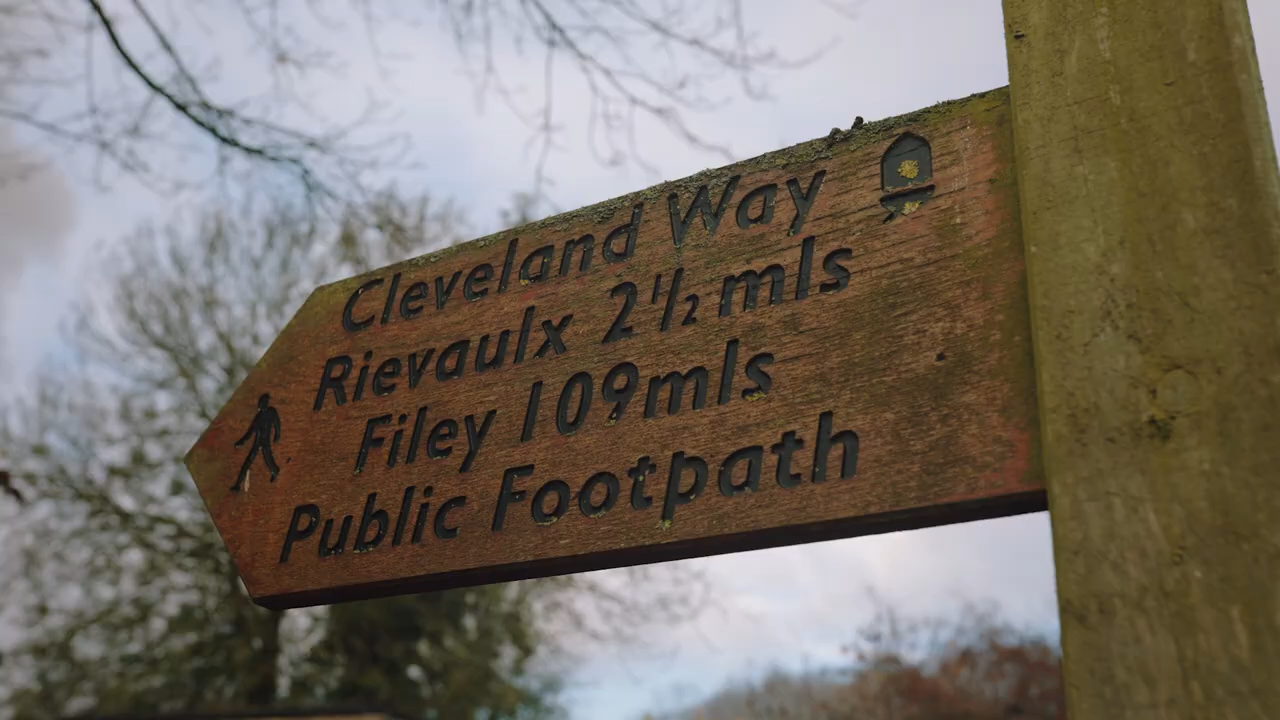 Cleveland Way
Rievaulx 2½ mls
Filey 109mls
Public Footpath